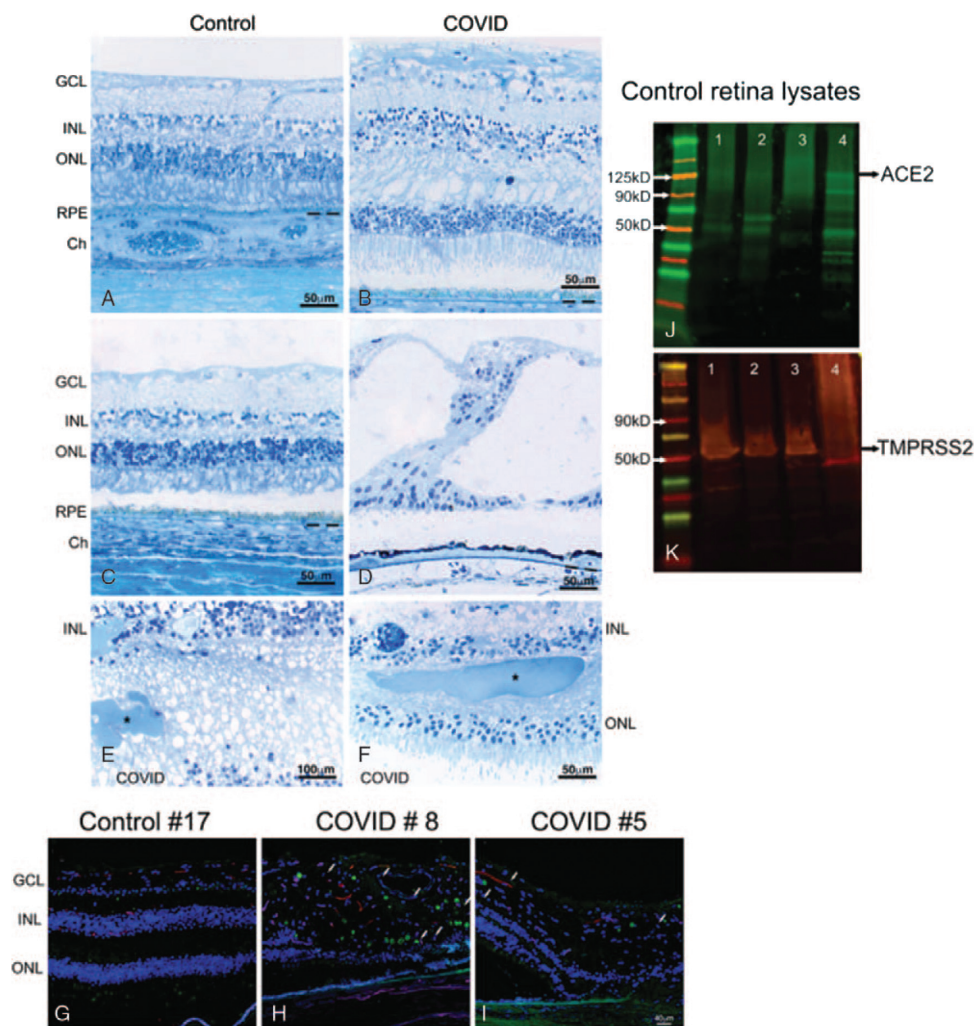 Control
COVID
GCL
INL
ONL
RPE
Ch
A
50µm
B
50µm
GCL
INL
ONL
RPE
Ch
C
50µm
D
50µm
INL
*
E
COVID
100µm
INL
*
ONL
F
COVID
50µm
Control retina lysates
1 2 3 4
125kD
90kD
50kD
ACE2
J
1 2 3 4
90kD
50kD
TMPRSS2
K
Control #17
COVID # 8
COVID #5
GCL
INL
ONL
G
H
I
40µm